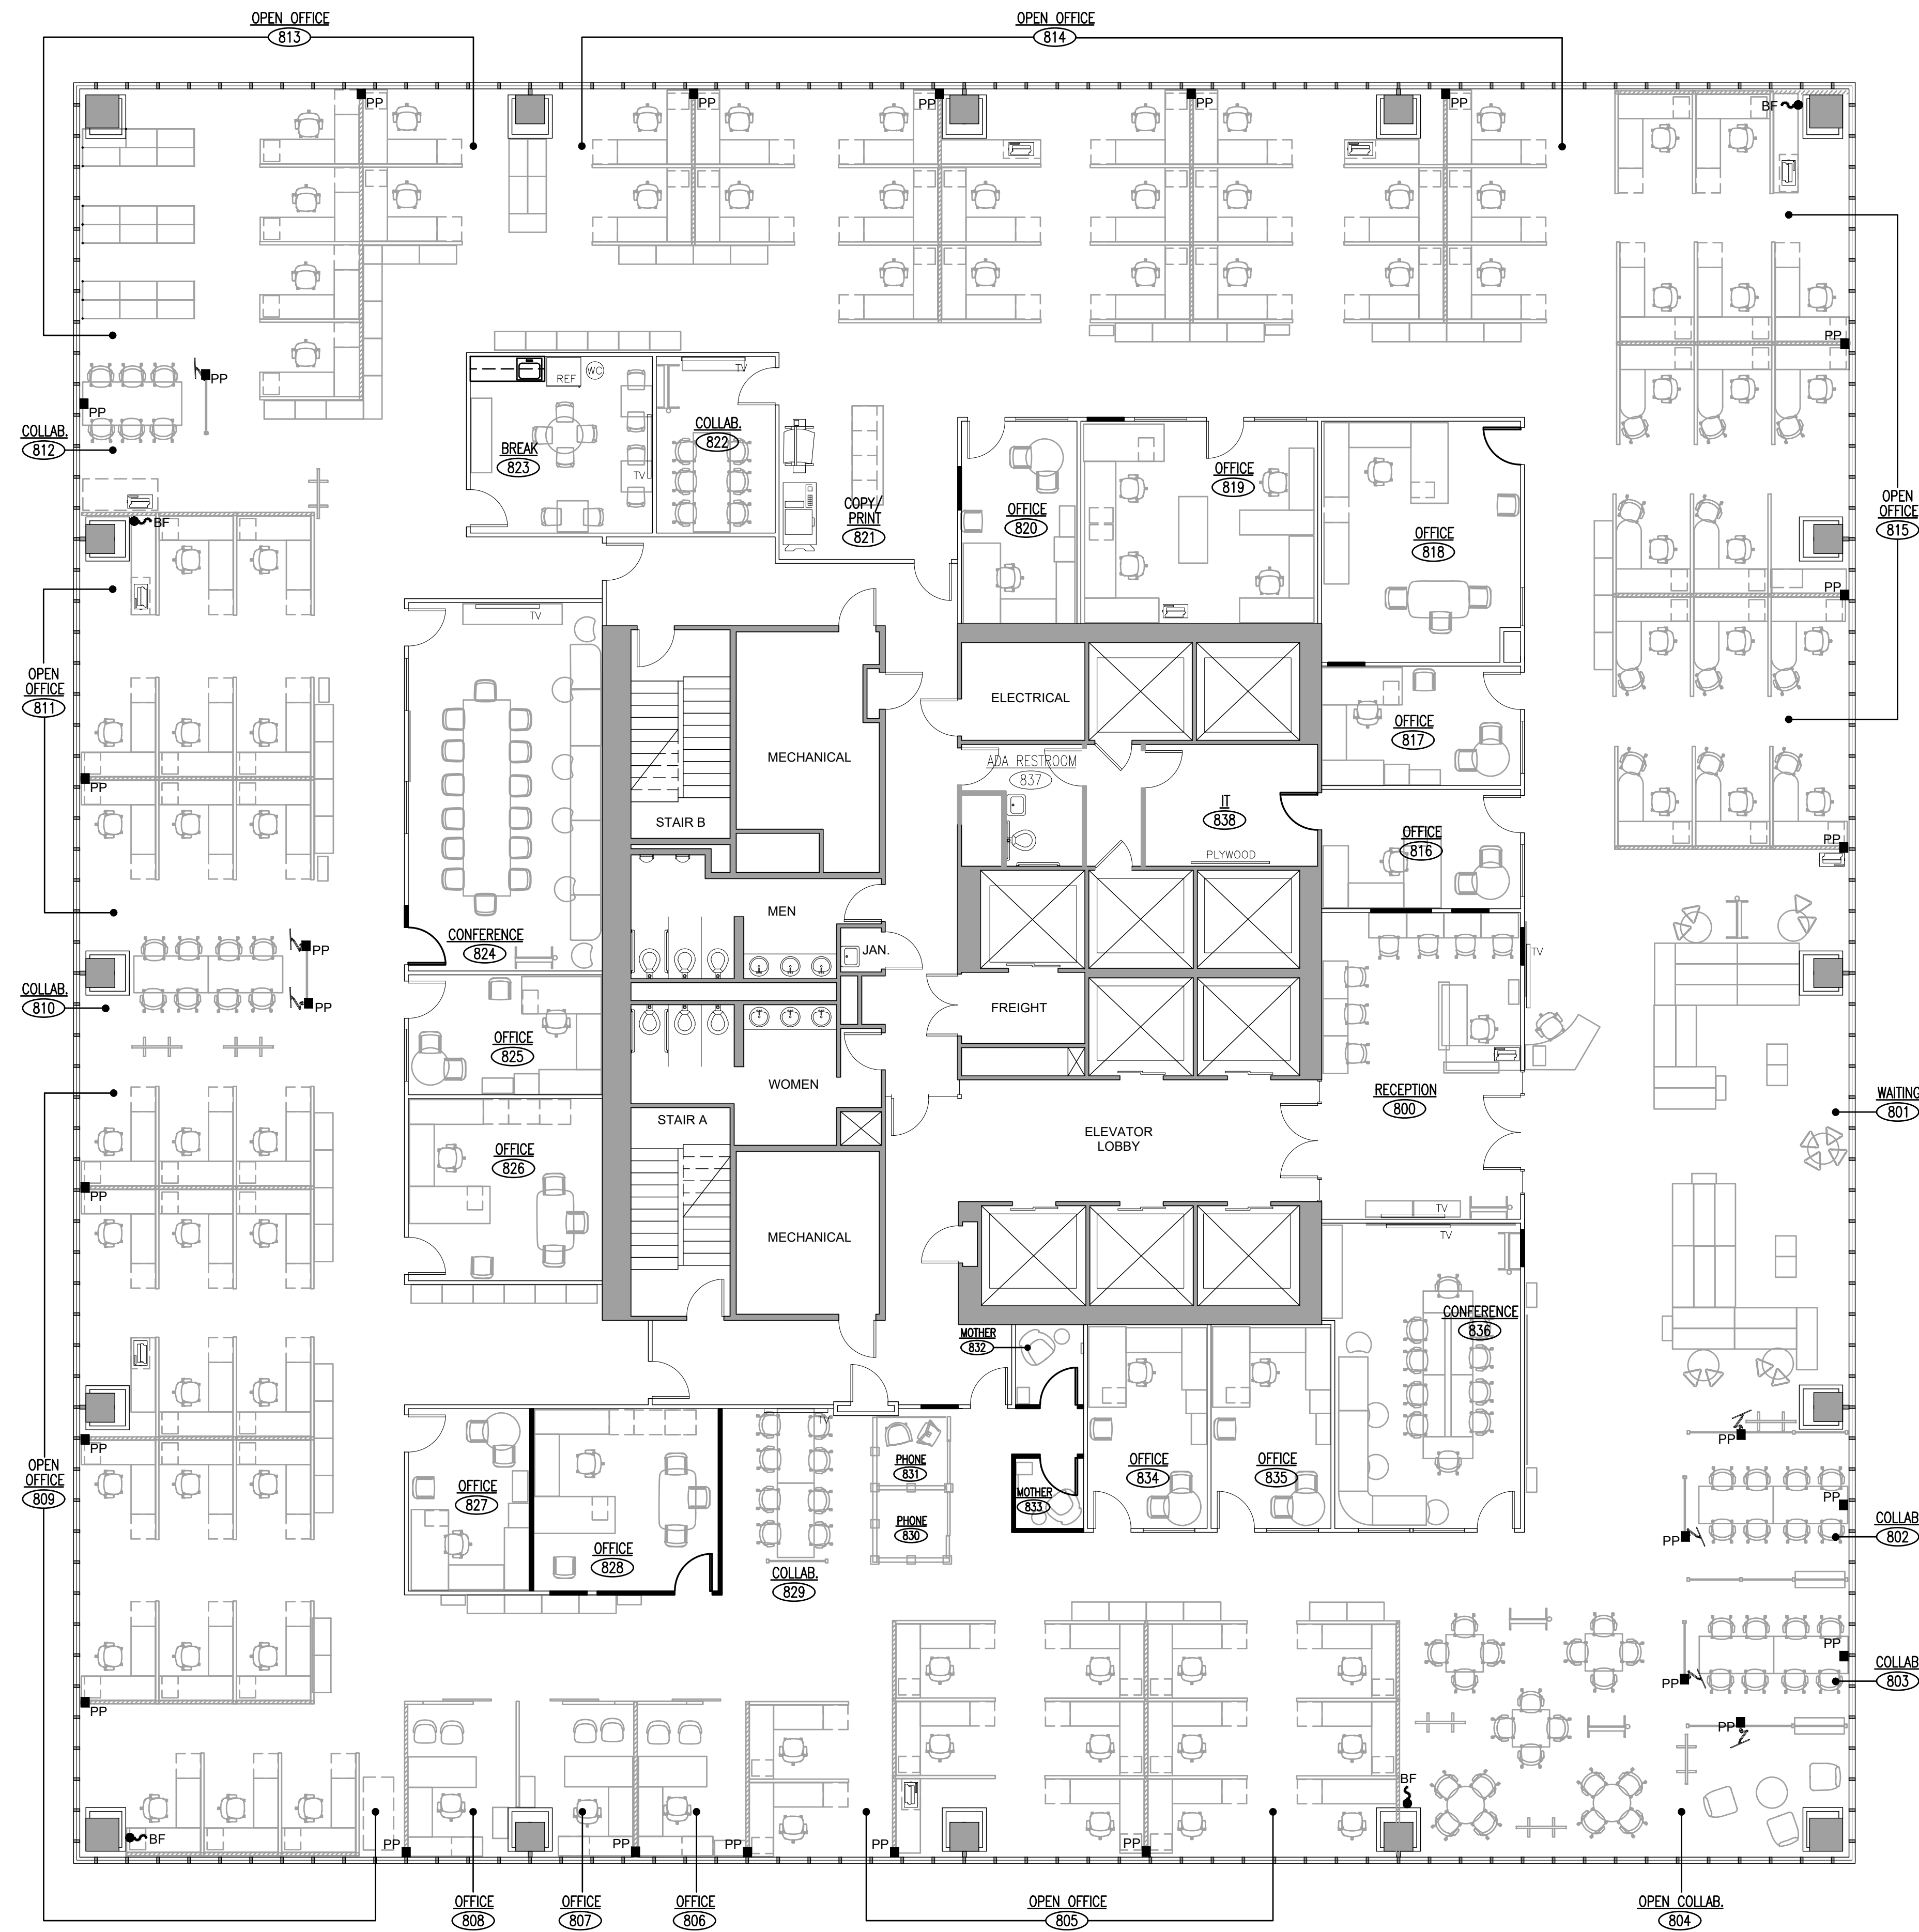 OPEN OFFICE
813
OPEN OFFICE
814
PP
PP
PP
PP
PP
BF
PP
PP
PP
COLLAB.
812
REF
WC
TV
BREAK
823
TV
COLLAB.
822
COPY/
PRINT
821
OFFICE
820
OFFICE
819
OFFICE
818
OPEN
OFFICE
815
BF
PP
TV
OPEN
OFFICE
811
ELECTRICAL
OFFICE
817
MECHANICAL
ADA RESTROOM
837
PP
STAIR B
IT
838
PLYWOOD
OFFICE
816
PP
MEN
CONFERENCE
824
JAN.
TV
PP
PP
COLLAB.
810
FREIGHT
OFFICE
825
WOMEN
RECEPTION
800
WAITING
801
STAIR A
ELEVATOR
LOBBY
OFFICE
826
PP
TV
TV
MECHANICAL
CONFERENCE
836
MOTHER
832
TV
PP
PP
OPEN
OFFICE
809
OFFICE
827
PHONE
831
OFFICE
834
OFFICE
835
MOTHER
833
PP
COLLAB
802
PP
PHONE
830
OFFICE
828
COLLAB.
829
PP
COLLAB
803
PP
PP
PP
BF
BF
PP
PP
PP
PP
PP
OFFICE
808
OFFICE
807
OFFICE
806
OPEN OFFICE
805
OPEN COLLAB.
804